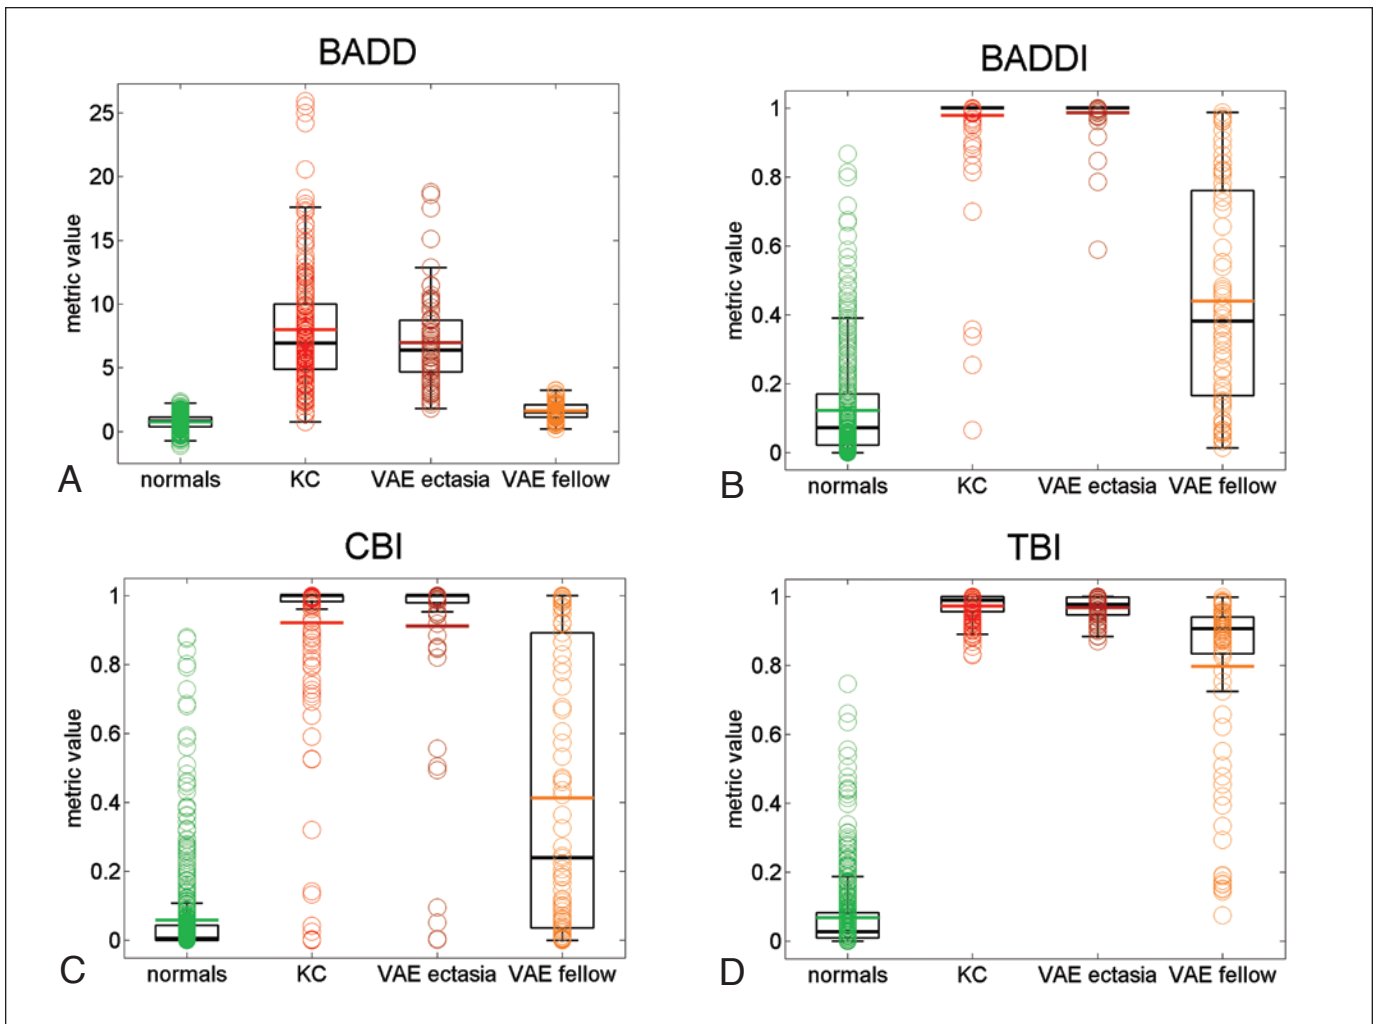 BADD
metric value
25
20
15
10
5
0
normals KC VAE ectasia VAE fellow
A
BADDI
metric value
1
0.8
0.6
0.4
0.2
0
normals KC VAE ectasia VAE fellow
B
CBI
metric value
1
0.8
0.6
0.4
0.2
0
normals KC VAE ectasia VAE fellow
C
TBI
metric value
1
0.8
0.6
0.4
0.2
0
normals KC VAE ectasia VAE fellow
D